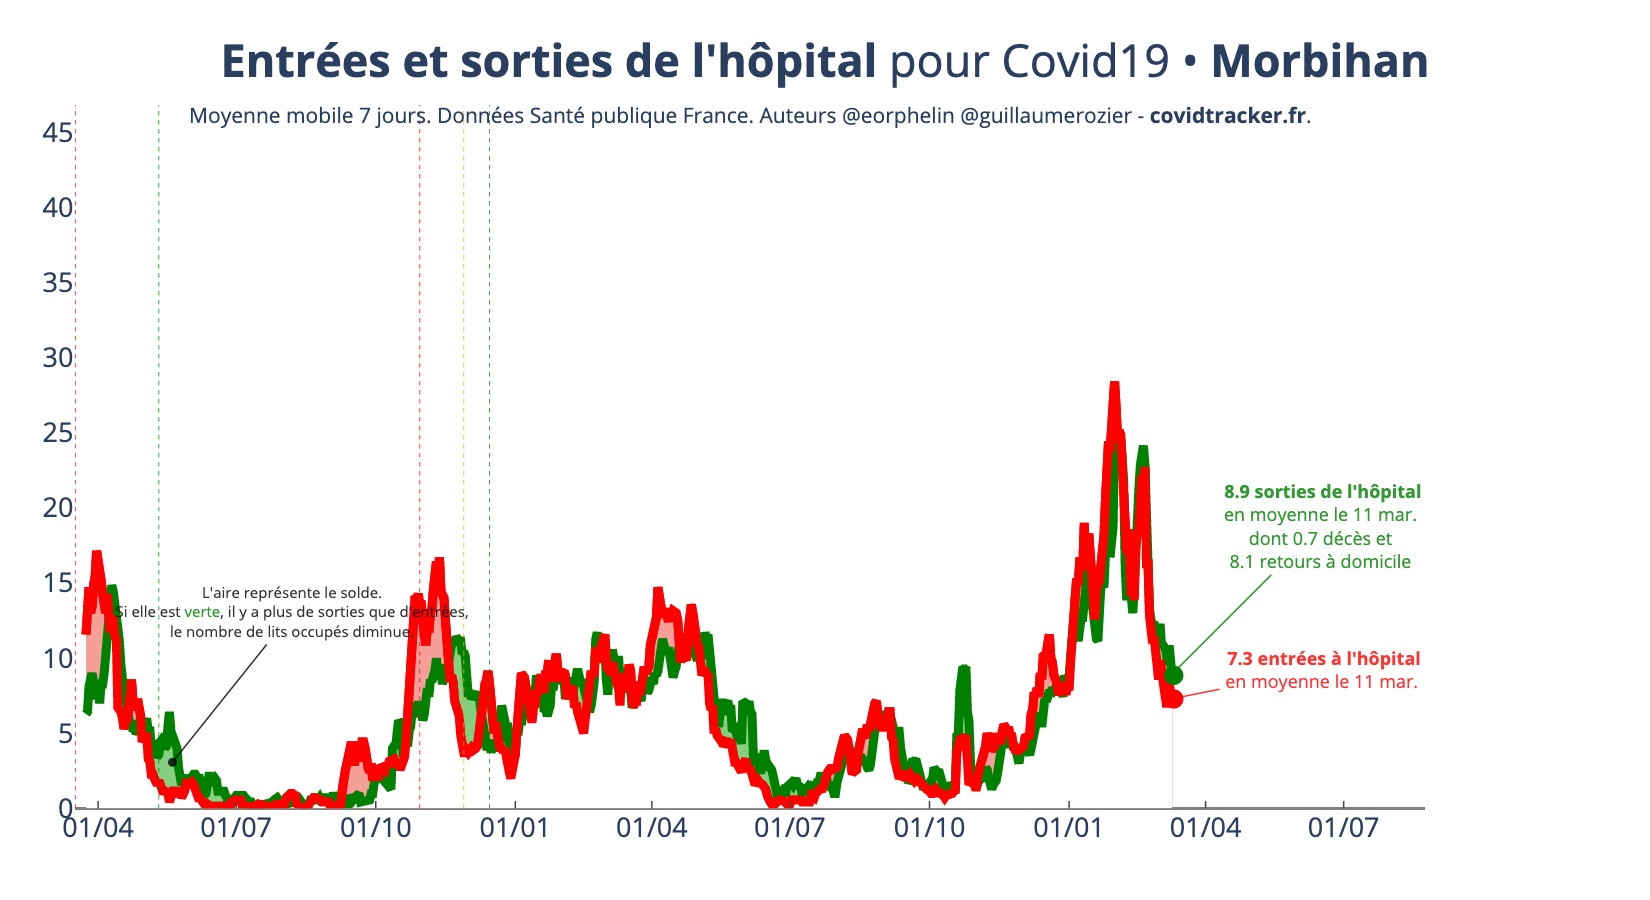 Entrées et sorties de l'hôpital pour Covid19 • Morbihan
Moyenne mobile 7 jours. Données Santé publique France. Auteurs @eorphelin @guillaumerozier - covidtracker.fr.
45
40
35
30
25
20
15
10
5
0
L'aire représente le solde.
Si elle est verte, il y a plus de sorties que d'entrées,
le nombre de lits occupés diminue.
8.9 sorties de l'hôpital
en moyenne le 11 mar.
dont 0.7 décès et
8.1 retours à domicile
7.3 entrées à l'hôpital
en moyenne le 11 mar.
01/04 01/07 01/10 01/01 01/04 01/07 01/10 01/01 01/04 01/07